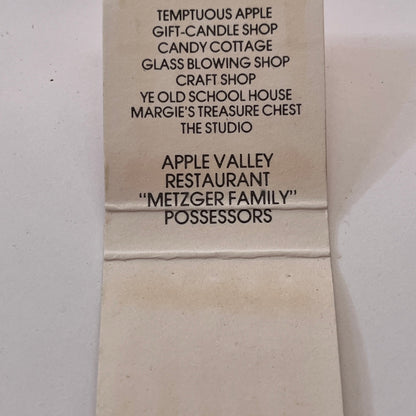 TEMPTUOUS APPLE
GIFT-CANDLE SHOP
CANDY COTTAGE
GLASS BLOWING SHOP
CRAFT SHOP
YE OLD SCHOOL HOUSE
MARGIE'S TREASURE CHEST
THE STUDIO
APPLE VALLEY
RESTAURANT
"METZGER FAMILY"
POSSESSORS